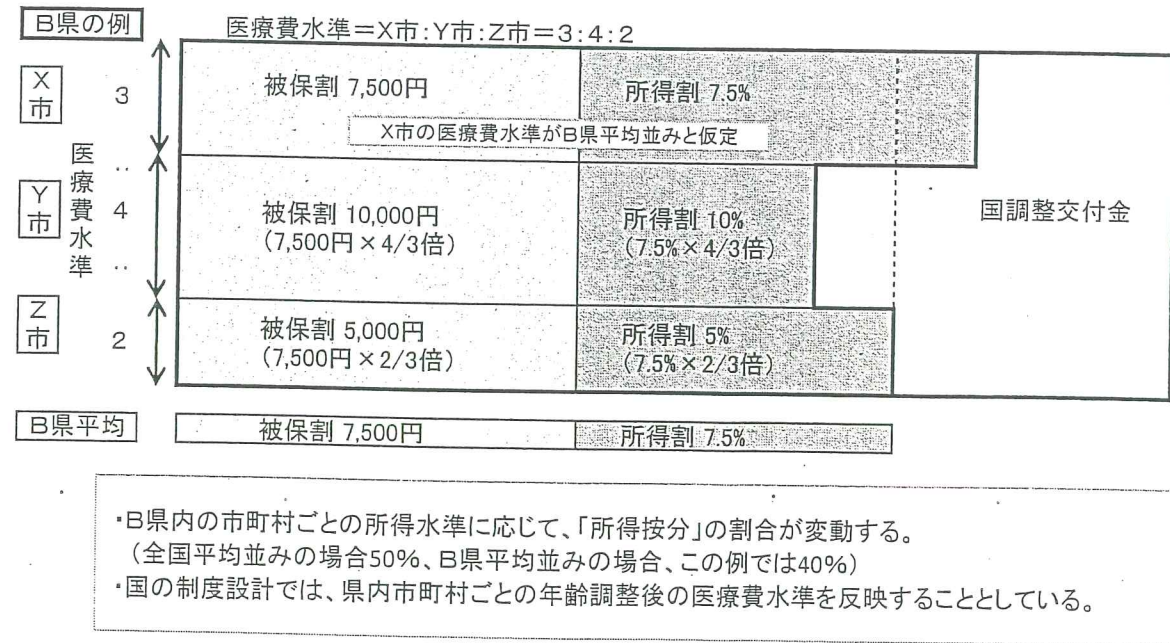 B県の例
医療費水準＝X市：Y市：Z市＝3：4：2
X市
3
被保割 7,500円
所得割 7.5%
X市の医療費水準がB県平均並みと仮定
医療費水準
‥
Y市
4
被保割 10,000円
(7,500円×4/3倍)
所得割 10%
(7.5%×4/3倍)
国調整交付金
‥
Z市
2
被保割 5,000円
(7,500円×2/3倍)
所得割 5%
(7.5%×2/3倍)
B県平均
被保割 7,500円
所得割 7.5%
・B県内の市町村ごとの所得水準に応じて、「所得按分」の割合が変動する。
（全国平均並みの場合50%、B県平均並みの場合、この例では40%）
・国の制度設計では、県内市町村ごとの年齢調整後の医療費水準を反映することとしている。